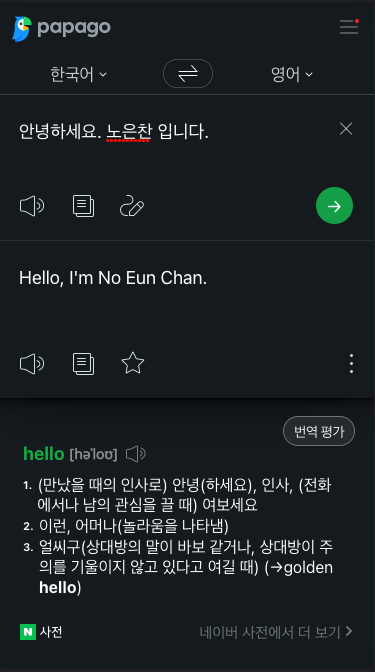 papago
한국어
영어
안녕하세요. 노은찬 입니다.
Hello, I'm No Eun Chan.
번역 평가
hello [həˈloʊ]
1. (만났을 때의 인사로) 안녕(하세요), 인사, (전화
에서나 남의 관심을 끌 때) 여보세요
2. 이런, 어머나(놀라움을 나타냄)
3. 얼씨구(상대방의 말이 바보 같거나, 상대방이 주
의를 기울이지 않고 있다고 여길 때) (→golden
hello)
N 사전
네이버 사전에서 더 보기